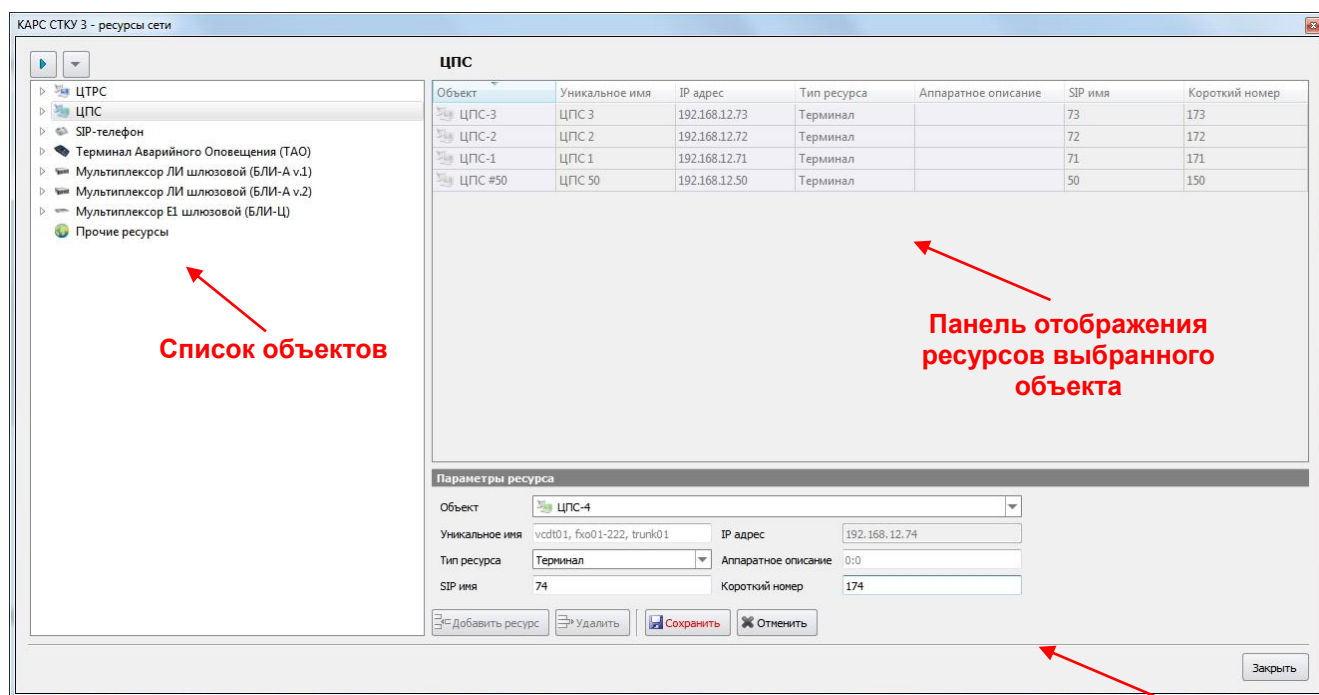 КАРС СТКУ 3 - ресурсы сети
ЦПС
ЦТРС
ЦПС
SIP-телефон
Терминал Аварийного Оповещения (ТАО)
Мультиплексор ЛИ шлюзовой (БЛИ-А v.1)
Мультиплексор ЛИ шлюзовой (БЛИ-А v.2)
Мультиплексор E1 шлюзовой (БЛИ-Ц)
Прочие ресурсы
Список объектов
Объект Уникальное имя IP адрес Тип ресурса Аппаратное описание SIP имя Короткий номер
ЦПС-3 ЦПС 3 192.168.12.73 Терминал 73 173
ЦПС-2 ЦПС 2 192.168.12.72 Терминал 72 172
ЦПС-1 ЦПС 1 192.168.12.71 Терминал 71 171
ЦПС #50 ЦПС 50 192.168.12.50 Терминал 50 150
Панель отображения
ресурсов выбранного
объекта
Параметры ресурса
Объект ЦПС-4
Уникальное имя vcdt01, fxo01-222, trunk01 IP адрес 192.168.12.74
Тип ресурса Терминал Аппаратное описание 0:0
SIP имя 74 Короткий номер 174
Добавить ресурс Удалить Сохранить Отменить
Закрыть